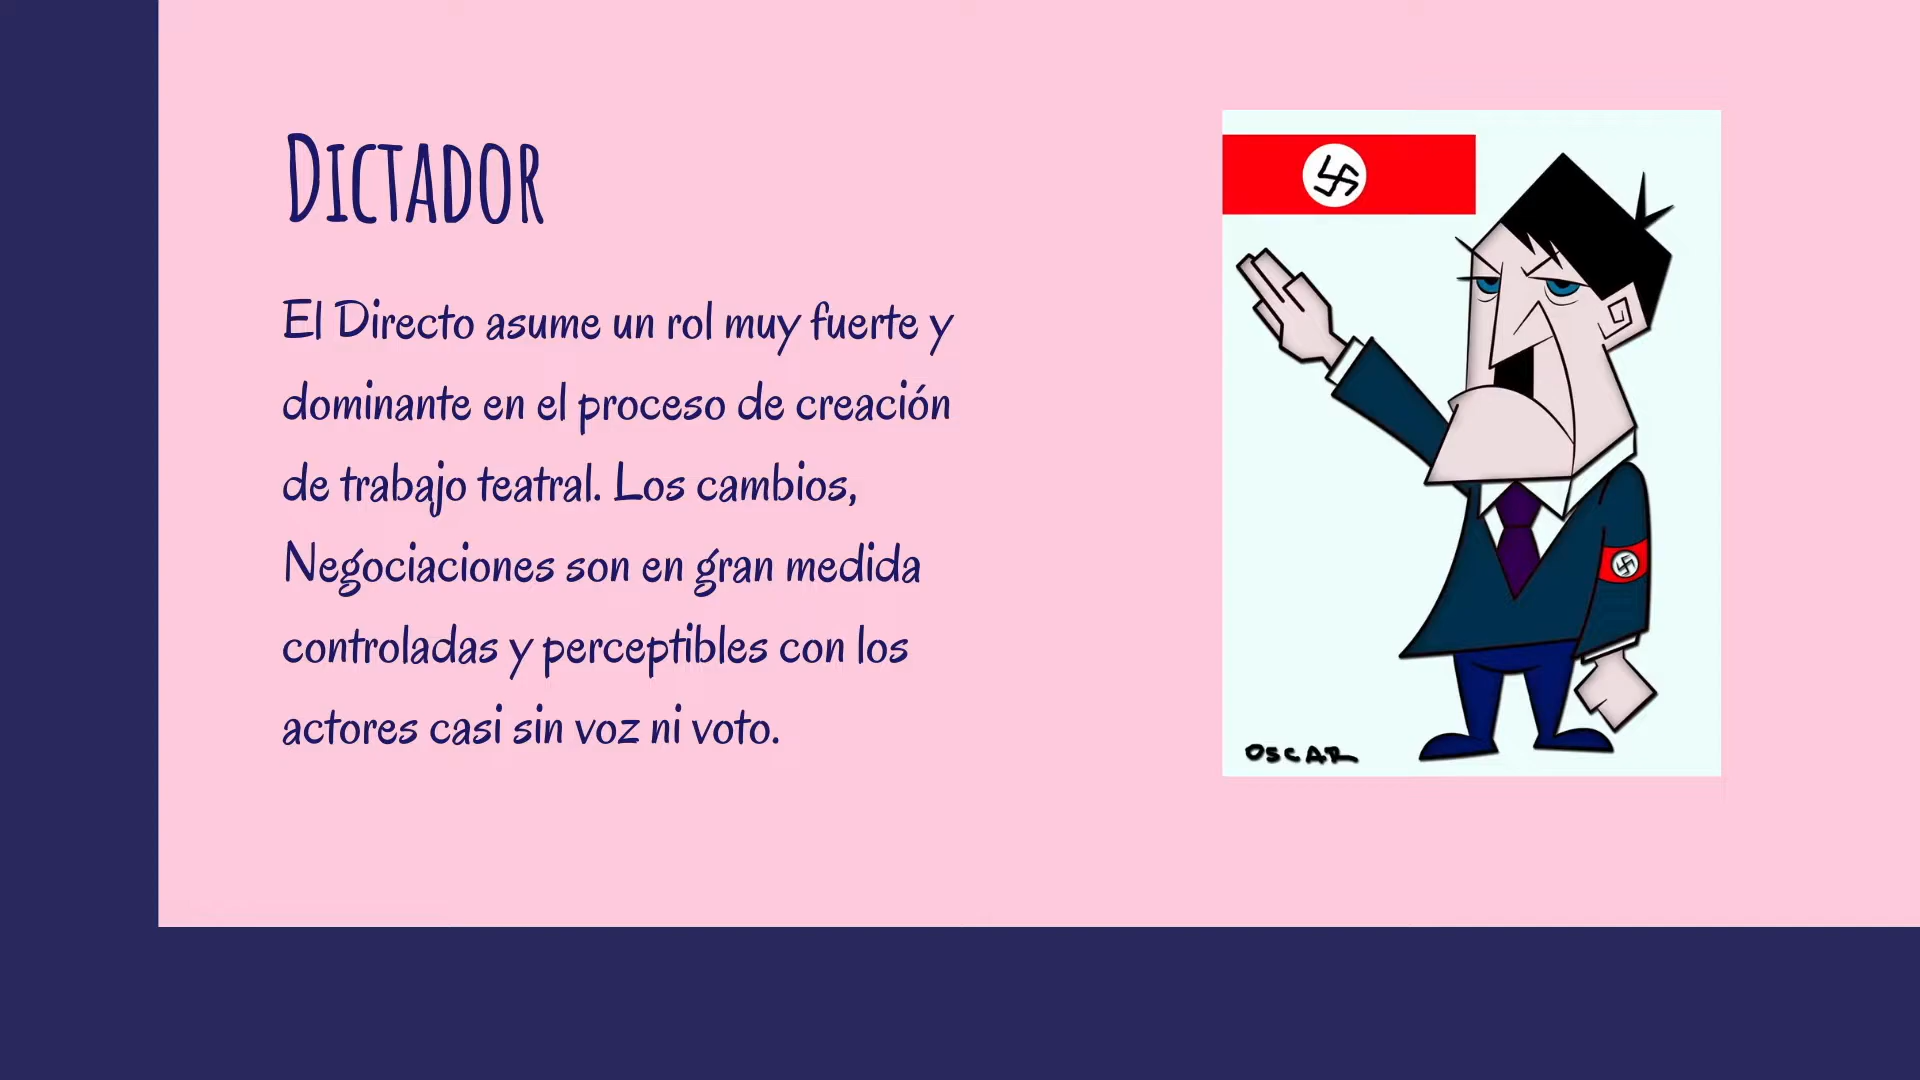 Dictador
El Directo asume un rol muy fuerte y
dominante en el proceso de creación
de trabajo teatral. Los cambios,
Negociaciones son en gran medida
controladas y perceptibles con los
actores casi sin voz ni voto.
OSCAR